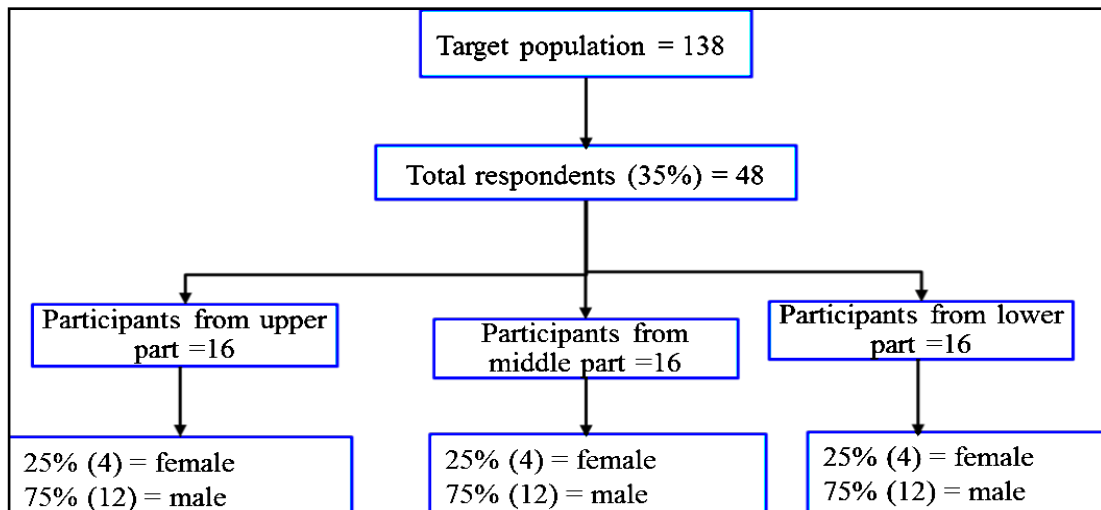 Target population = 138
Total respondents (35%) = 48
Participants from upper
part =16
Participants from
middle part =16
Participants from lower
part =16
25% (4) = female
75% (12) = male
25% (4) = female
75% (12) = male
25% (4) = female
75% (12) = male